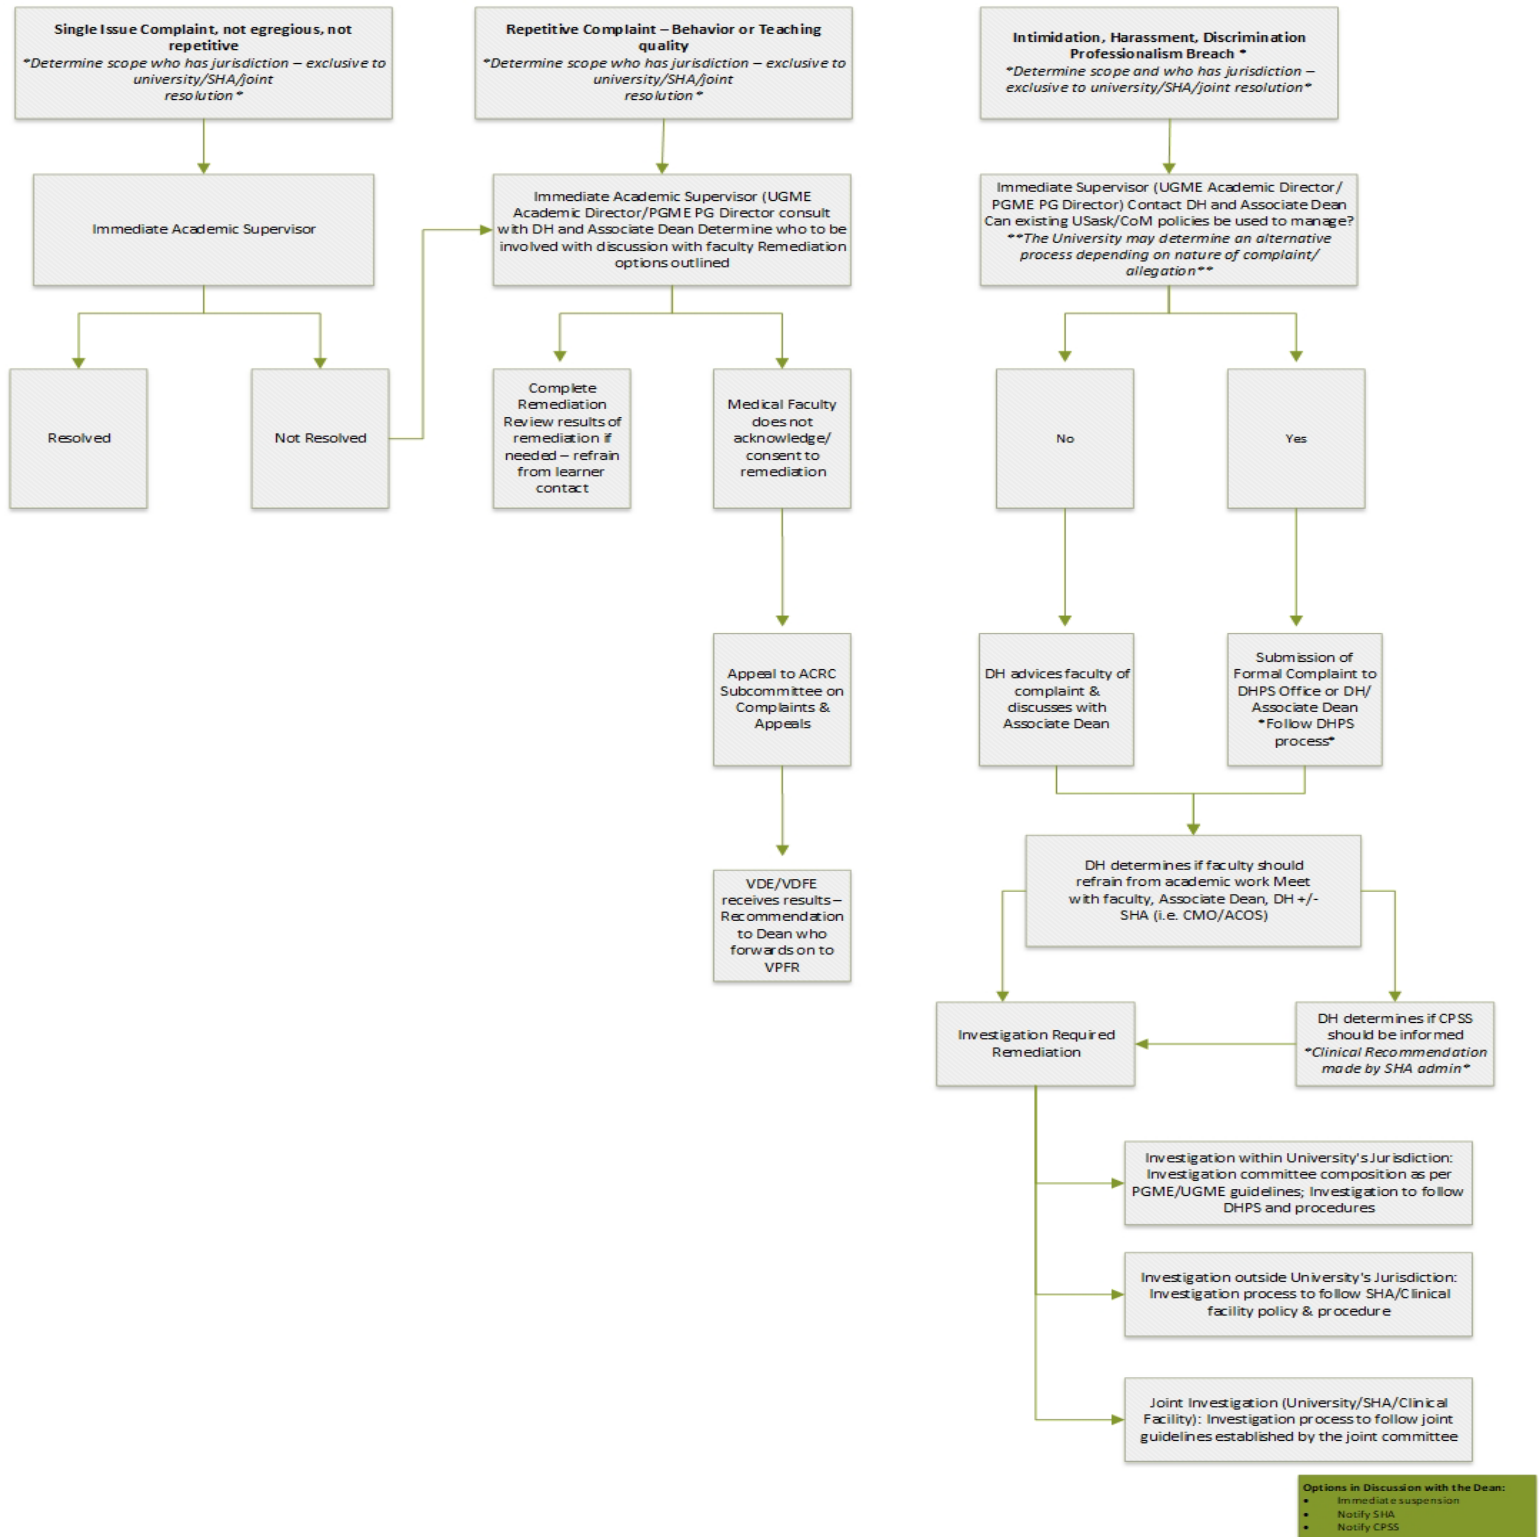 Single Issue Complaint, not egregious, not
repetitive
*Determine scope who has jurisdiction – exclusive to
university/SHA/joint
resolution*
Repetitive Complaint – Behavior or Teaching
quality
*Determine scope who has jurisdiction – exclusive to
university/SHA/joint
resolution*
Intimidation, Harassment, Discrimination
Professionalism Breach *
*Determine scope and who has jurisdiction –
exclusive to university/SHA/joint resolution*
Immediate Academic Supervisor
Immediate Academic Supervisor (UGME
Academic Director/PGME PG Director consult
with DH and Associate Dean Determine who to be
involved with discussion with faculty Remediation
options outlined
Immediate Supervisor (UGME Academic Director/
PGME PG Director) Contact DH and Associate Dean
Can existing USask/CoM policies be used to manage?
**The University may determine an alternative
process depending on nature of complaint/
allegation**
Resolved
Not Resolved
Complete
Remediation
Review results of
remediation if
needed – refrain
from learner
contact
Medical Faculty
does not
acknowledge/
consent to
remediation
No
Yes
Appeal to ACRC
Subcommittee on
Complaints &
Appeals
DH advices faculty of
complaint &
discusses with
Associate Dean
Submission of
Formal Complaint to
DHPS Office or DH/
Associate Dean
*Follow DHPS
process*
VDE/VDFE
receives results –
Recommendation
to Dean who
forwards on to
VPFR
DH determines if faculty should
refrain from academic work Meet
with faculty, Associate Dean, DH +/-
SHA (i.e. CMO/ACOS)
Investigation Required
Remediation
DH determines if CPSS
should be informed
*Clinical Recommendation
made by SHA admin*
Investigation within University's Jurisdiction:
Investigation committee composition as per
PGME/UGME guidelines; Investigation to follow
DHPS and procedures
Investigation outside University's Jurisdiction:
Investigation process to follow SHA/Clinical
facility policy & procedure
Joint Investigation (University/SHA/Clinical
Facility): Investigation process to follow joint
guidelines established by the joint committee
Options in Discussion with the Dean:
• Immediate suspension
• Notify SHA
• Notify CPSS